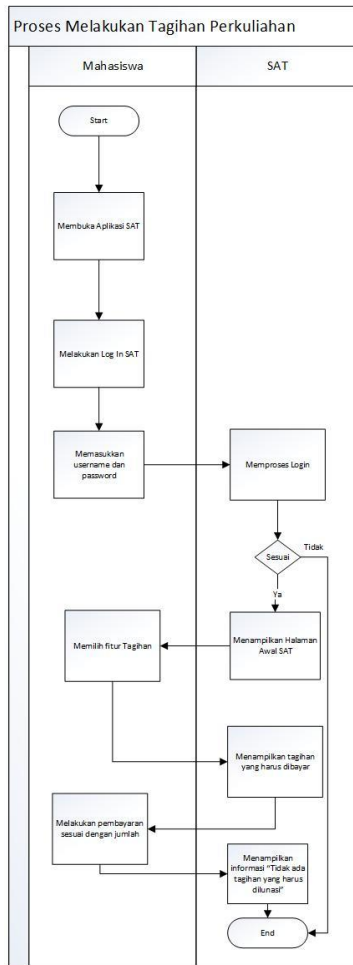 Proses Melakukan Tagihan Perkuliahan
Mahasiswa
SAT
Start
Membuka Aplikasi SAT
Melakukan Log In SAT
Memasukkan
username dan
password
Memproses Login
Sesuai
Tidak
Ya
Menampilkan Halaman
Awal SAT
Memilih fitur Tagihan
Menampilkan tagihan
yang harus dibayar
Melakukan pembayaran
sesuai dengan jumlah
Menampilkan
informasi "Tidak ada
tagihan yang harus
dilunasi"
End